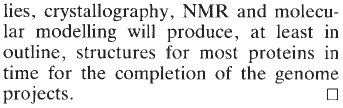 lies, crystallography, NMR and molecu-
lar modelling will produce, at least in
outline, structures for most proteins in
time for the completion of the genome
projects. □